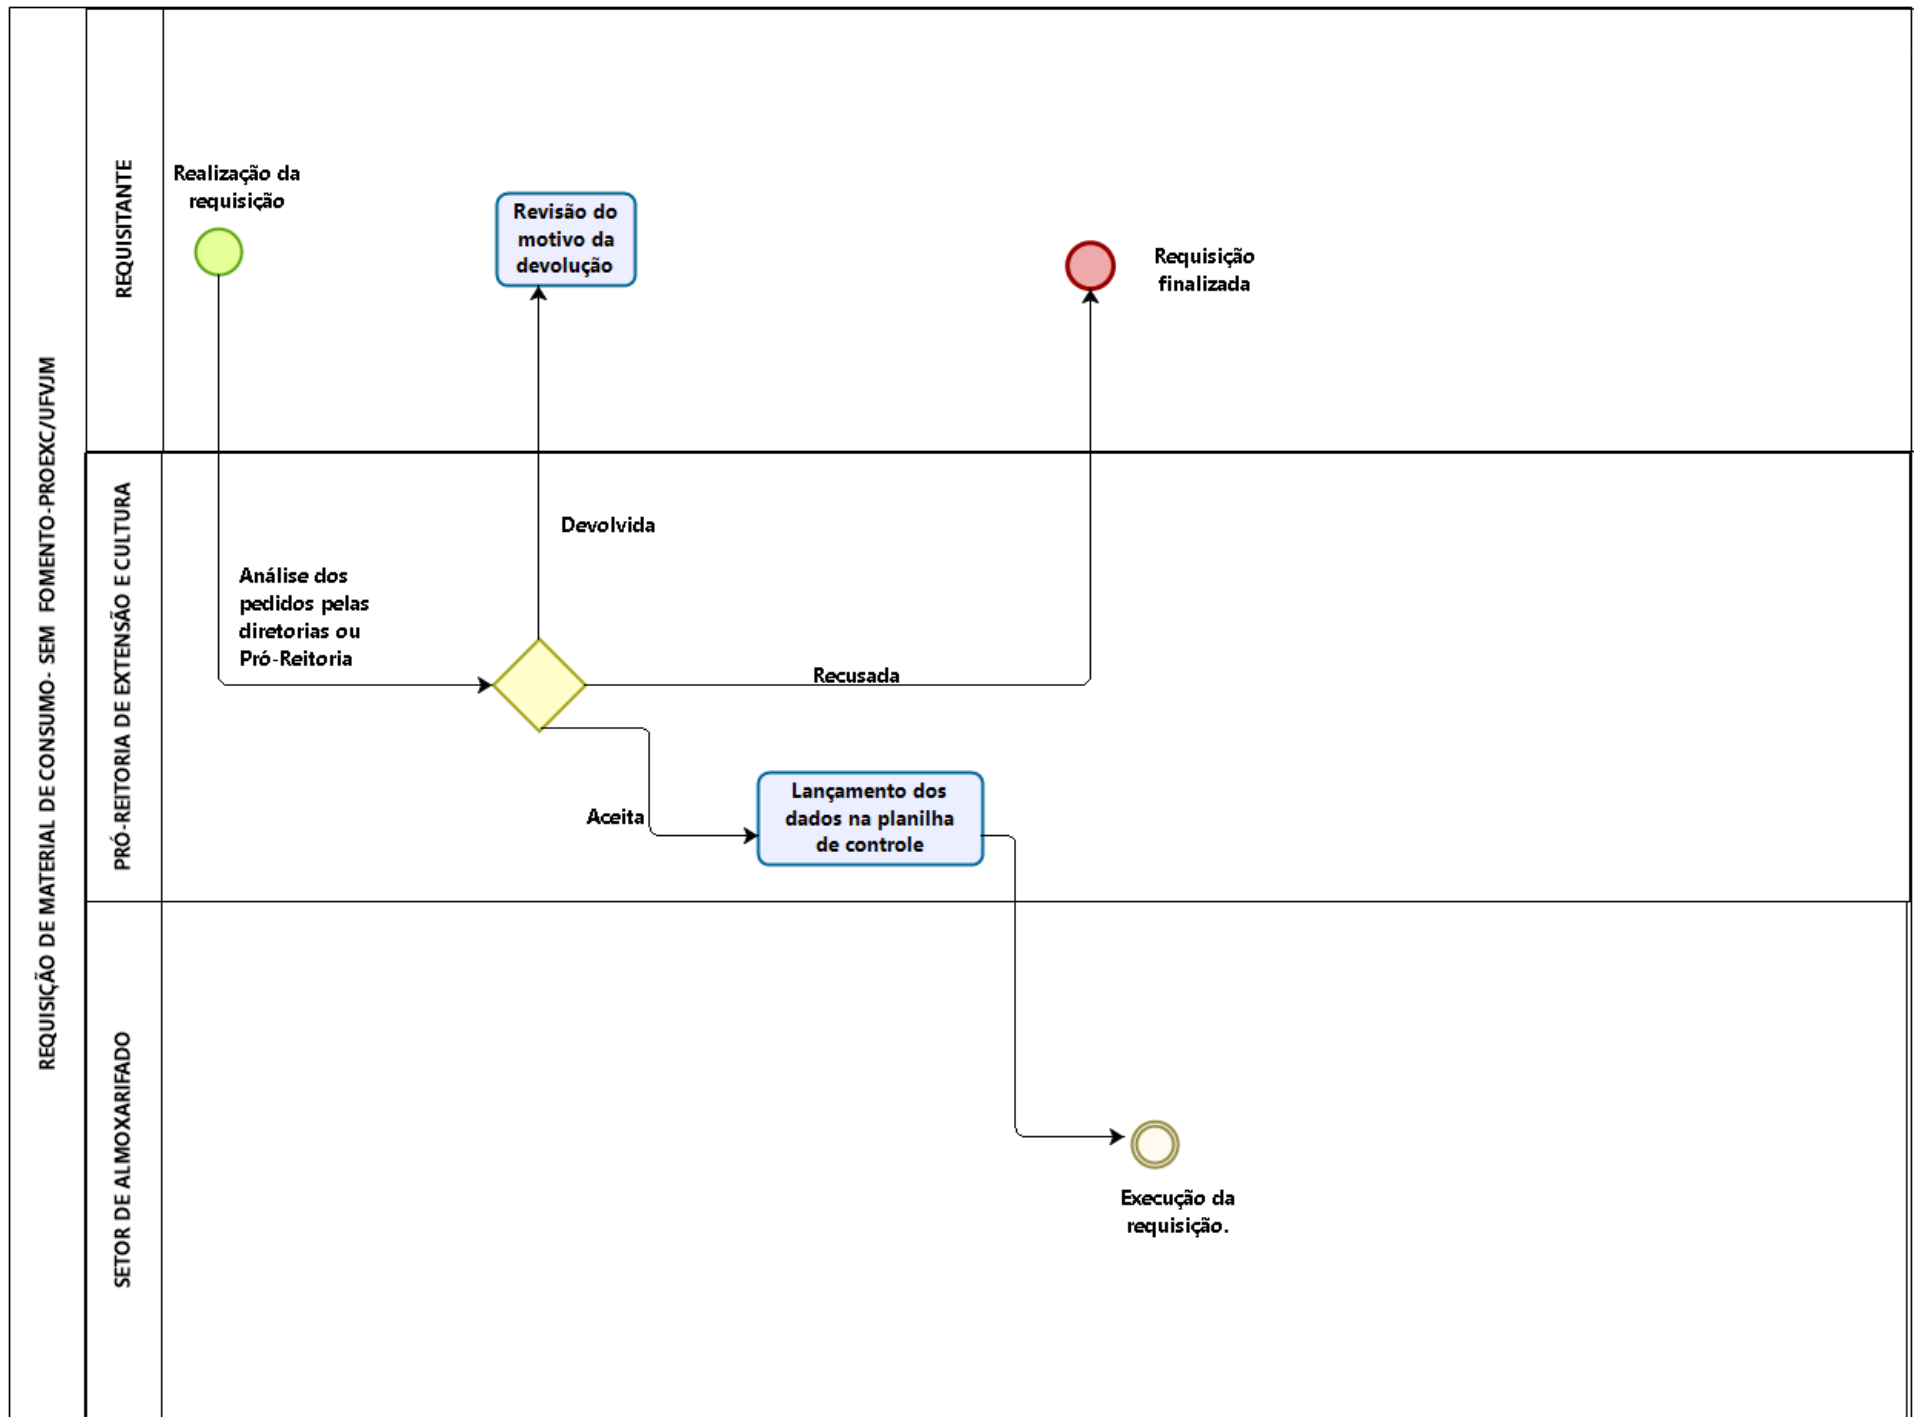 REQUISIÇÃO DE MATERIAL DE CONSUMO- SEM FOMENTO-PROEXC/UFVJM
REQUISITANTE
Realização da
requisição
Revisão do
motivo da
devolução
Requisição
finalizada
PRÓ-REITORIA DE EXTENSÃO E CULTURA
Devolvida
Análise dos
pedidos pelas
diretorias ou
Pró-Reitoria
Recusada
Aceita
Lançamento dos
dados na planilha
de controle
SETOR DE ALMOXARIFADO
Execução da
requisição.